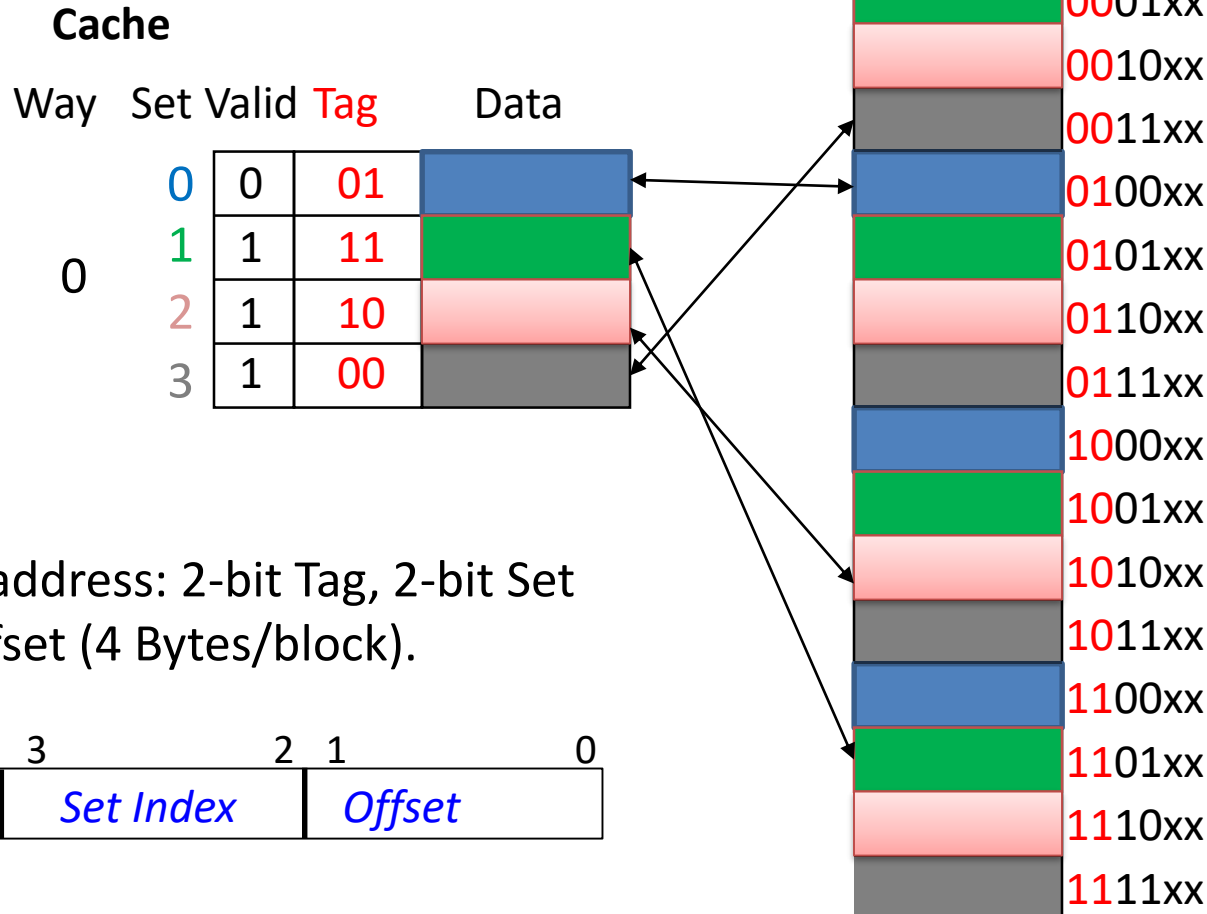 Cache
Way Set Valid Tag Data
0 0 01
1 1 11
0
2 1 10
3 1 00
address: 2-bit Tag, 2-bit Set
set (4 Bytes/block).
3 2 1 0
Set Index Offset
0001xx
0010xx
0011xx
0100xx
0101xx
0110xx
0111xx
1000xx
1001xx
1010xx
1011xx
1100xx
1101xx
1110xx
1111xx